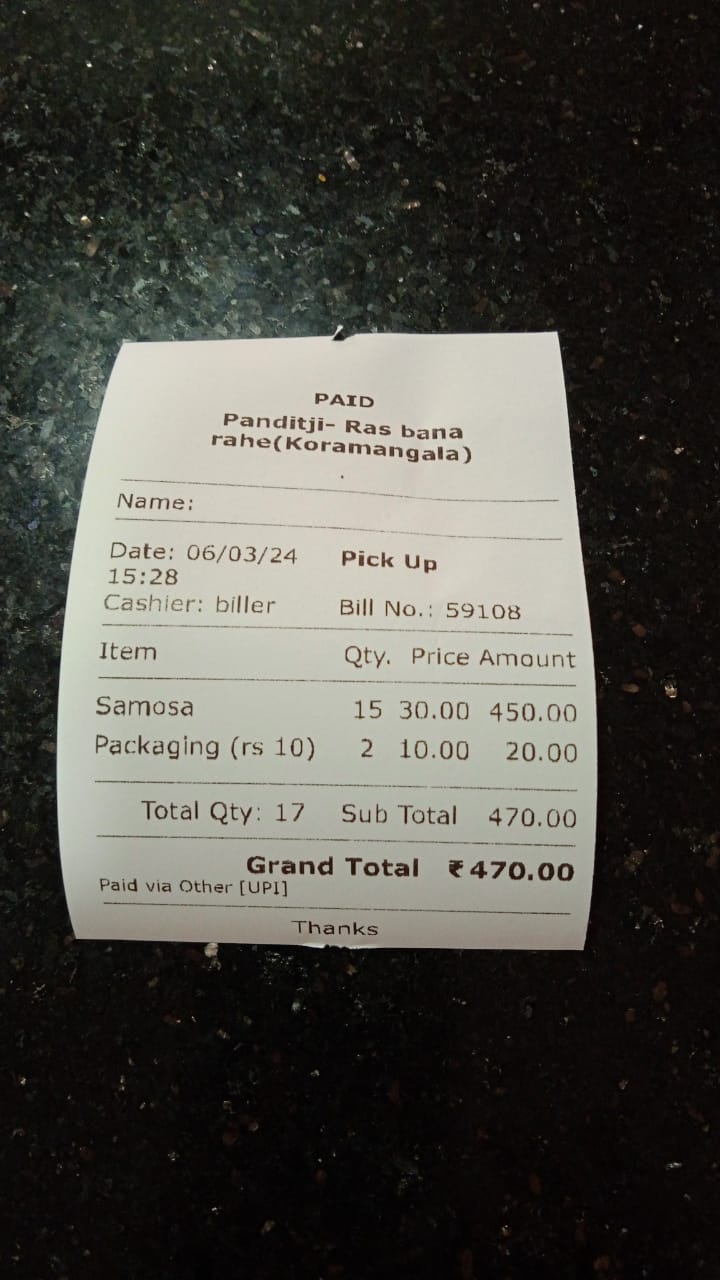 PAID
Panditji- Ras bana
rahe(Koramangala)
Name:
Date: 06/03/24 Pick Up
15:28
Cashier: biller Bill No.: 59108
Item Qty. Price Amount
Samosa 15 30.00 450.00
Packaging (rs 10) 2 10.00 20.00
Total Qty: 17 Sub Total 470.00
Grand Total ₹470.00
Paid via Other [UPI]
Thanks